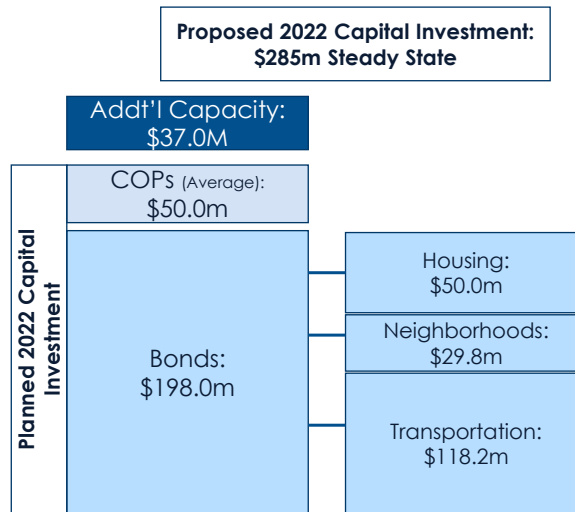 Proposed 2022 Capital Investment:
$285m Steady State
Addt'l Capacity:
$37.0M
COPs (Average):
$50.0m
Planned 2022 Capital
Investment
Bonds:
$198.0m
Housing:
$50.0m
Neighborhoods:
$29.8m
Transportation:
$118.2m